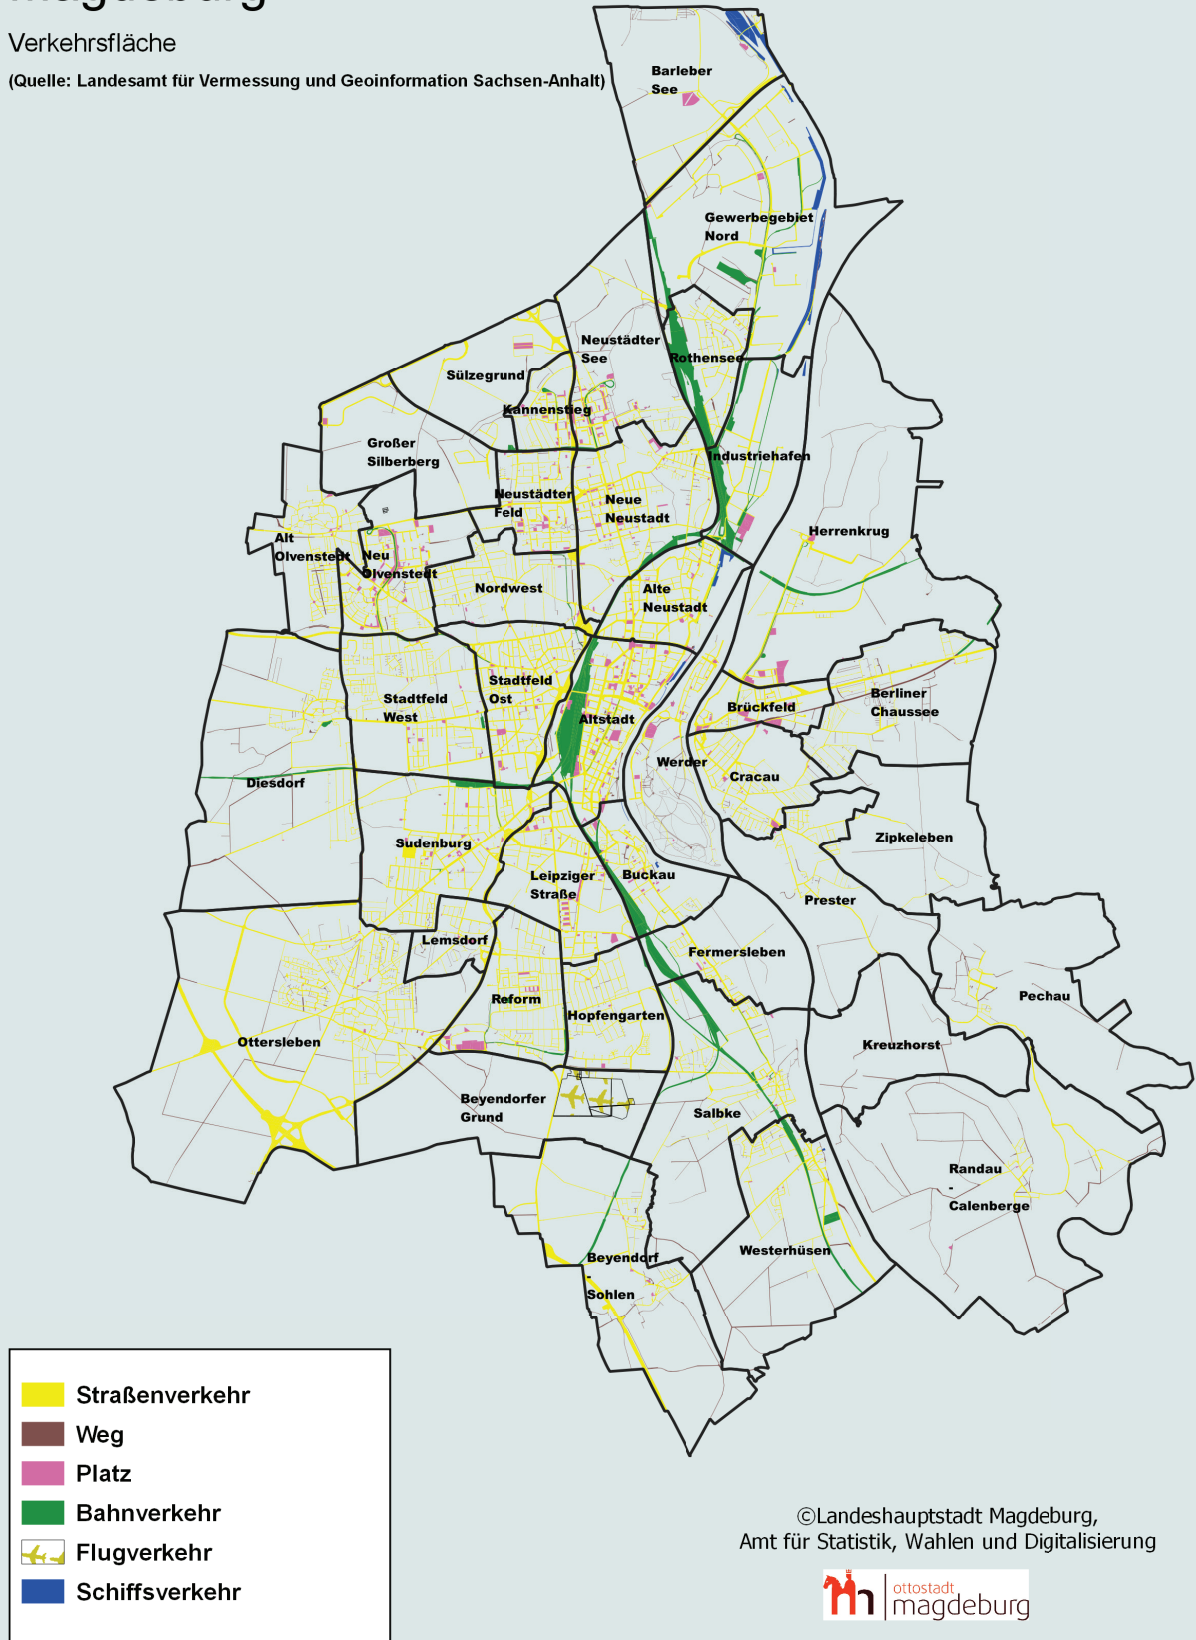 Magdeburg
Verkehrsfläche
(Quelle: Landesamt für Vermessung und Geoinformation Sachsen-Anhalt)
Barleber
See
Gewerbegebiet
Nord
Neustädter
See
Rothensee
Sülzegrund
Kannenstieg
Großer
Silberberg
Industriehafen
Neustädter
Feld
Neue
Neustadt
Herrenkrug
Alt
Olvenstedt
Neu
Olvenstedt
Nordwest
Alte
Neustadt
Stadtfeld
Ost
Stadtfeld
West
Berliner
Chaussee
Brückfeld
Altstadt
Werder
Cracau
Diesdorf
Sudenburg
Zipkeleben
Leipziger
Straße
Buckau
Prester
Lemsdorf
Fermersleben
Reform
Hopfengarten
Pechau
Ottersleben
Kreuzhorst
Beyendorfer
Grund
Salbke
Randau
-
Calenberge
Westerhüsen
Beyendorf
-
Sohlen
Straßenverkehr
Weg
Platz
Bahnverkehr
Flugverkehr
Schiffsverkehr
©Landeshauptstadt Magdeburg,
Amt für Statistik, Wahlen und Digitalisierung
ottostadt
magdeburg